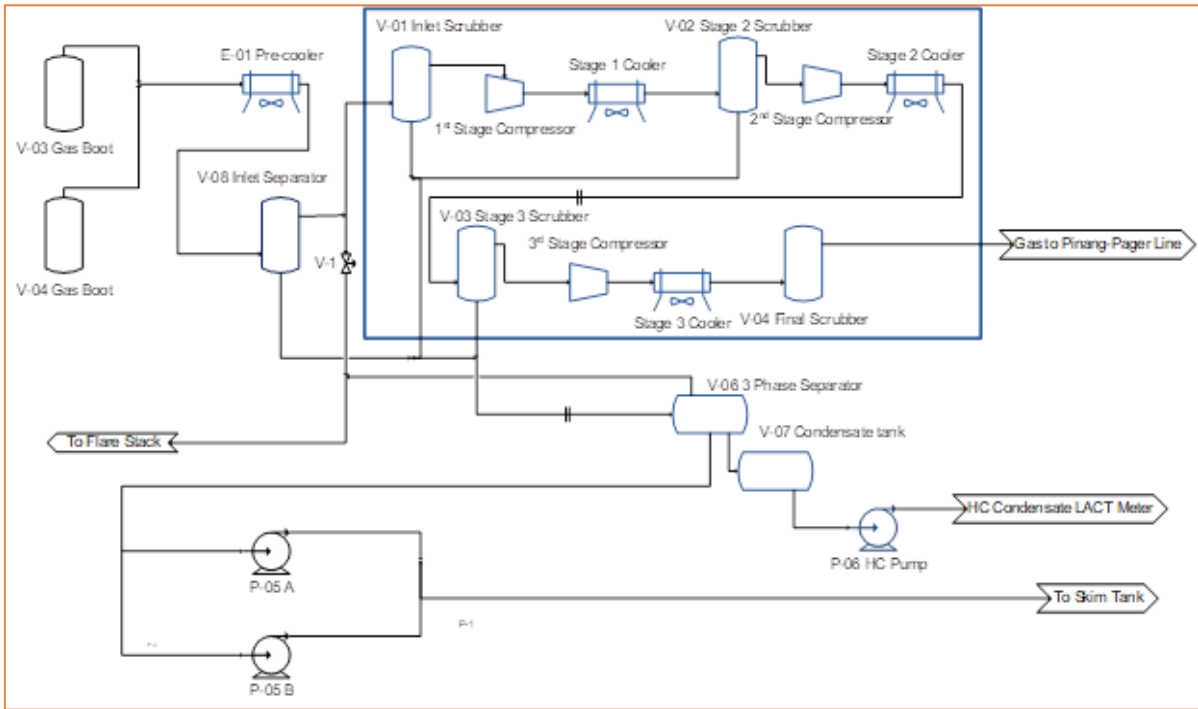 V-01 Inlet Scrubber
V-02 Stage 2 Scrubber
E-01 Pre-cooler
Stage 1 Cooler
Stage 2 Cooler
1st Stage Compressor
2nd Stage Compressor
V-03 Gas Boot
V-08 Inlet Separator
V-03 Stage 3 Scrubber
3rd Stage Compressor
Gas to Pinang-Pager Line
V-1
V-04 Gas Boot
Stage 3 Cooler
V-04 Final Scrubber
V-06 3 Phase Separator
To Flare Stack
V-07 Condensate tank
HC Condensate LACT Meter
P-06 HC Pump
P-05 A
To Skim Tank
P-1
P-05 B